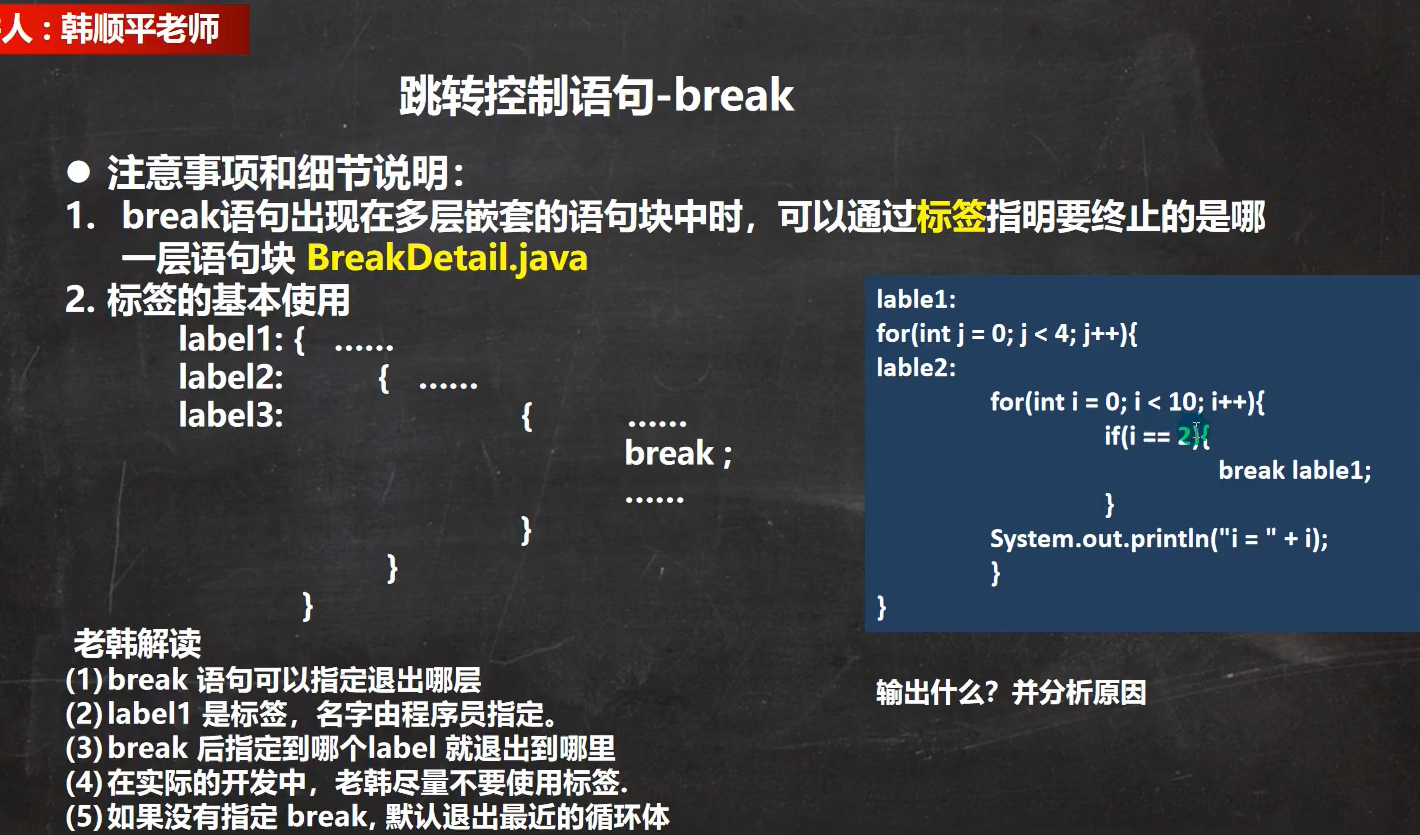 人：韩顺平老师
跳转控制语句-break
● 注意事项和细节说明：
1. break语句出现在多层嵌套的语句块中时，可以通过标签指明要终止的是哪
一层语句块 BreakDetail.java
2. 标签的基本使用
label1: { ……
label2: { ……
label3: { ……
break ;
……
}
}
}
老韩解读
(1)break 语句可以指定退出哪层
(2)label1 是标签，名字由程序员指定。
(3)break 后指定到哪个label 就退出到哪里
(4)在实际的开发中，老韩尽量不要使用标签.
(5)如果没有指定 break, 默认退出最近的循环体
lable1:
for(int j = 0; j < 4; j++){
lable2:
for(int i = 0; i < 10; i++){
if(i == 2){
break lable1;
}
System.out.println("i = " + i);
}
}
输出什么？并分析原因